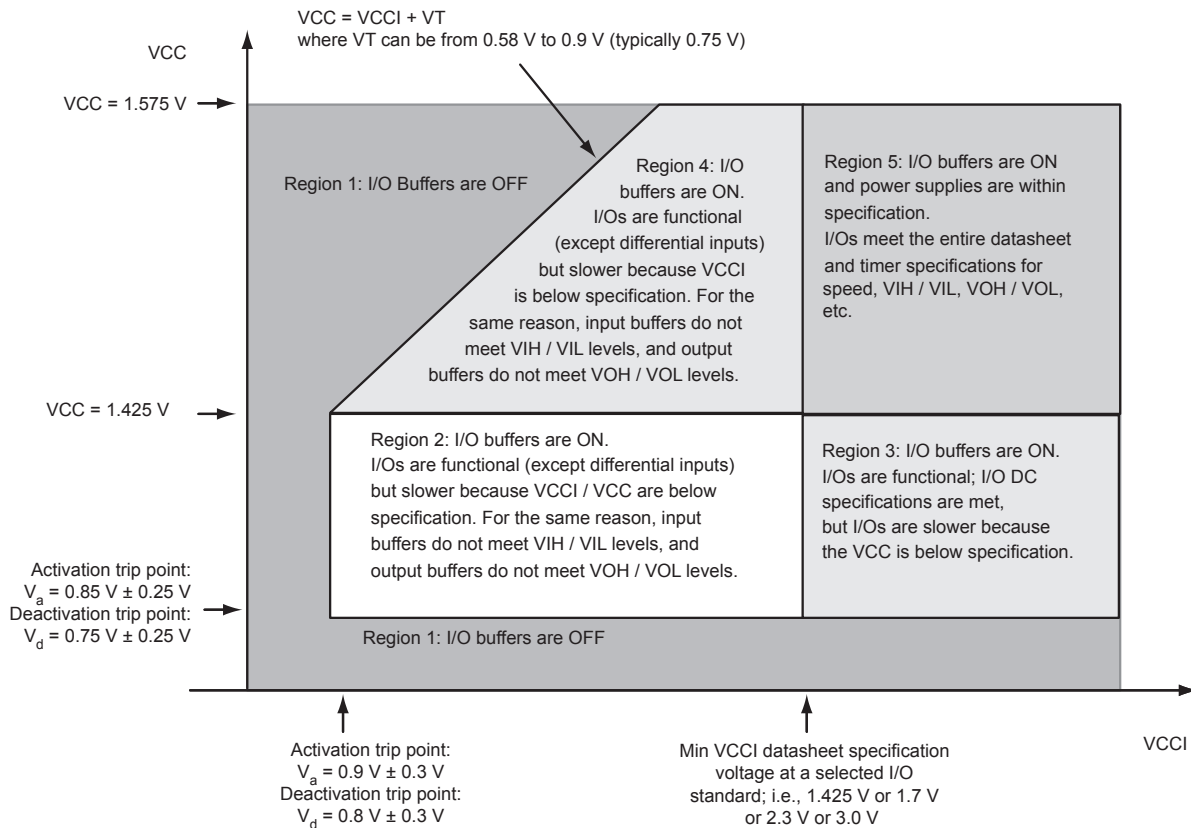 VCC = VCCI + VT
where VT can be from 0.58 V to 0.9 V (typically 0.75 V)
VCC
VCC = 1.575 V
Region 1: I/O Buffers are OFF
Region 4: I/O
buffers are ON.
I/Os are functional
(except differential inputs)
but slower because VCCI
is below specification. For the
same reason, input buffers do not
meet VIH / VIL levels, and output
buffers do not meet VOH / VOL levels.
Region 5: I/O buffers are ON
and power supplies are within
specification.
I/Os meet the entire datasheet
and timer specifications for
speed, VIH / VIL, VOH / VOL,
etc.
VCC = 1.425 V
Region 2: I/O buffers are ON.
I/Os are functional (except differential inputs)
but slower because VCCI / VCC are below
specification. For the same reason, input
buffers do not meet VIH / VIL levels, and
output buffers do not meet VOH / VOL levels.
Region 3: I/O buffers are ON.
I/Os are functional; I/O DC
specifications are met,
but I/Os are slower because
the VCC is below specification.
Activation trip point:
Va = 0.85 V ± 0.25 V
Deactivation trip point:
Vd = 0.75 V ± 0.25 V
Region 1: I/O buffers are OFF
Activation trip point:
Va = 0.9 V ± 0.3 V
Deactivation trip point:
Vd = 0.8 V ± 0.3 V
Min VCCI datasheet specification
voltage at a selected I/O
standard; i.e., 1.425 V or 1.7 V
or 2.3 V or 3.0 V
VCCI